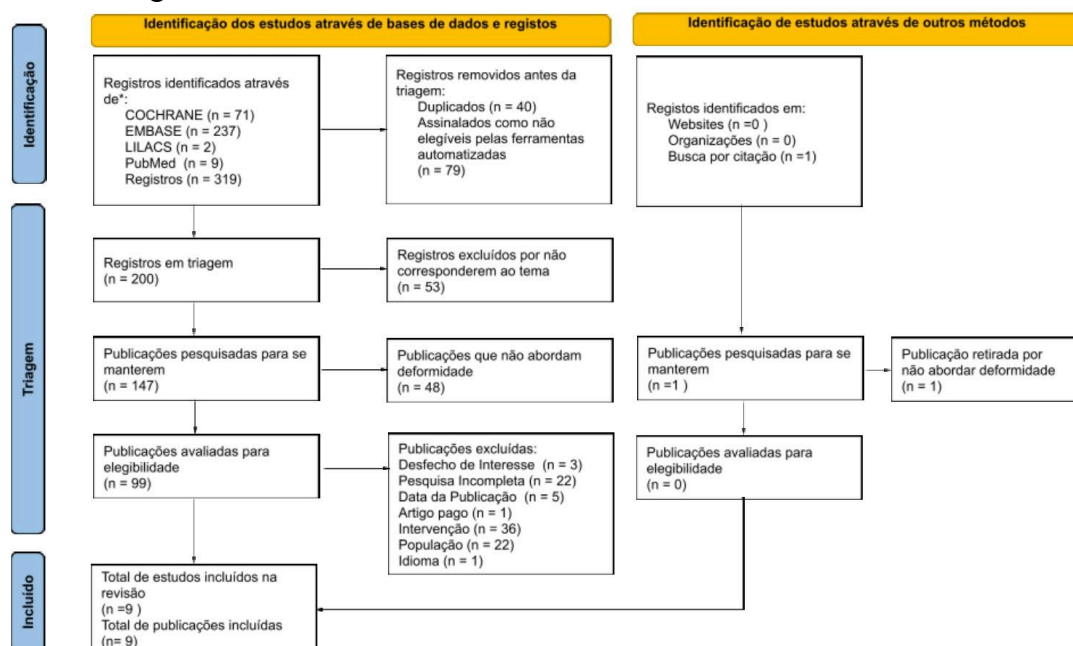 Identificação dos estudos através de bases de dados e registos
Identificação de estudos através de outros métodos
Identificação
Registros identificados através
de*:
COCHRANE (n = 71)
EMBASE (n = 237)
LILACS (n = 2)
PubMed (n = 9)
Registros (n = 319)
Registros removidos antes da
triagem:
Duplicados (n = 40)
Assinalados como não
elegíveis pelas ferramentas
automatizadas
(n = 79)
Registos identificados em:
Websites (n =0 )
Organizações (n = 0)
Busca por citação (n =1)
Triagem
Registros em triagem
(n = 200)
Registros excluídos por não
corresponderem ao tema
(n = 53)
Publicações pesquisadas para se
manterem
(n = 147)
Publicações que não abordam
deformidade
(n = 48)
Publicações pesquisadas para se
manterem
(n =1 )
Publicação retirada por
não abordar deformidade
(n = 1)
Publicações avaliadas para
elegibilidade
(n = 99)
Publicações excluídas:
Desfecho de Interesse (n = 3)
Pesquisa Incompleta (n = 22)
Data da Publicação (n = 5)
Artigo pago (n = 1)
Intervenção (n = 36)
População (n = 22)
Idioma (n = 1)
Publicações avaliadas para
elegibilidade
(n = 0)
Incluído
Total de estudos incluídos na
revisão
(n =9 )
Total de publicações incluídas
(n= 9)